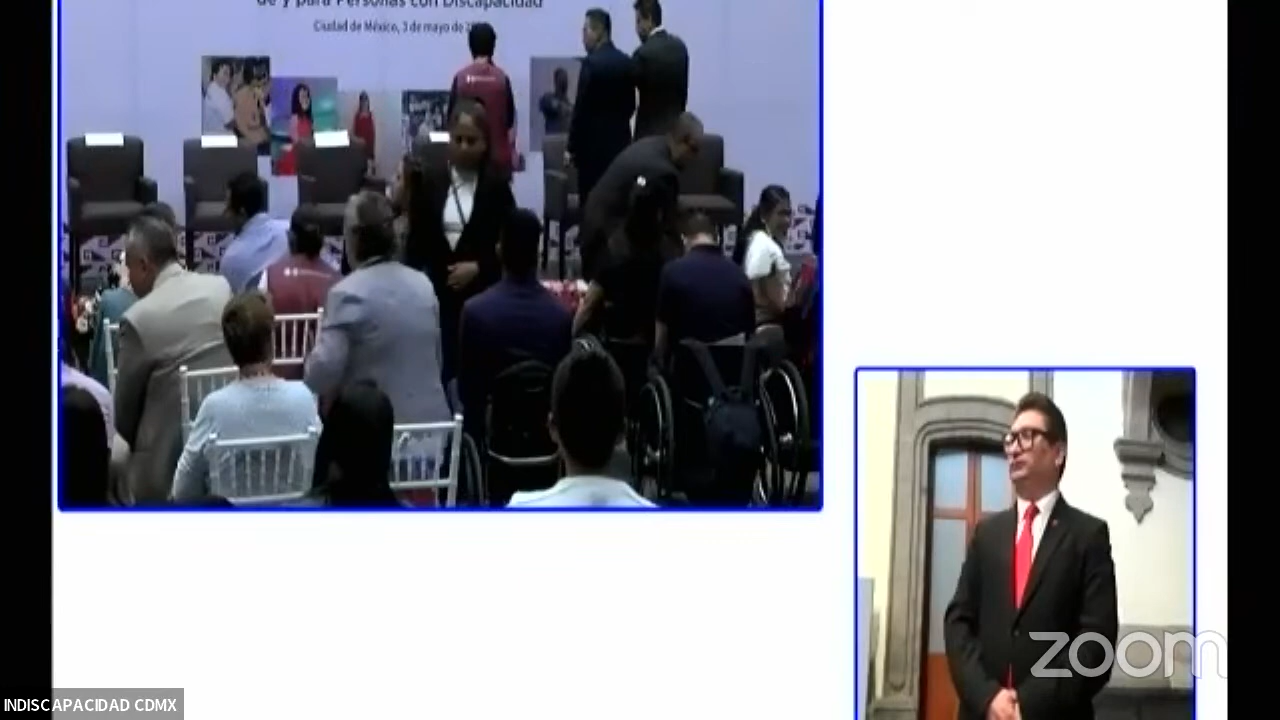 de y para Personas con Discapacidad
Ciudad de México, 3 de mayo de
zoom
INDISCAPACIDAD CDMX